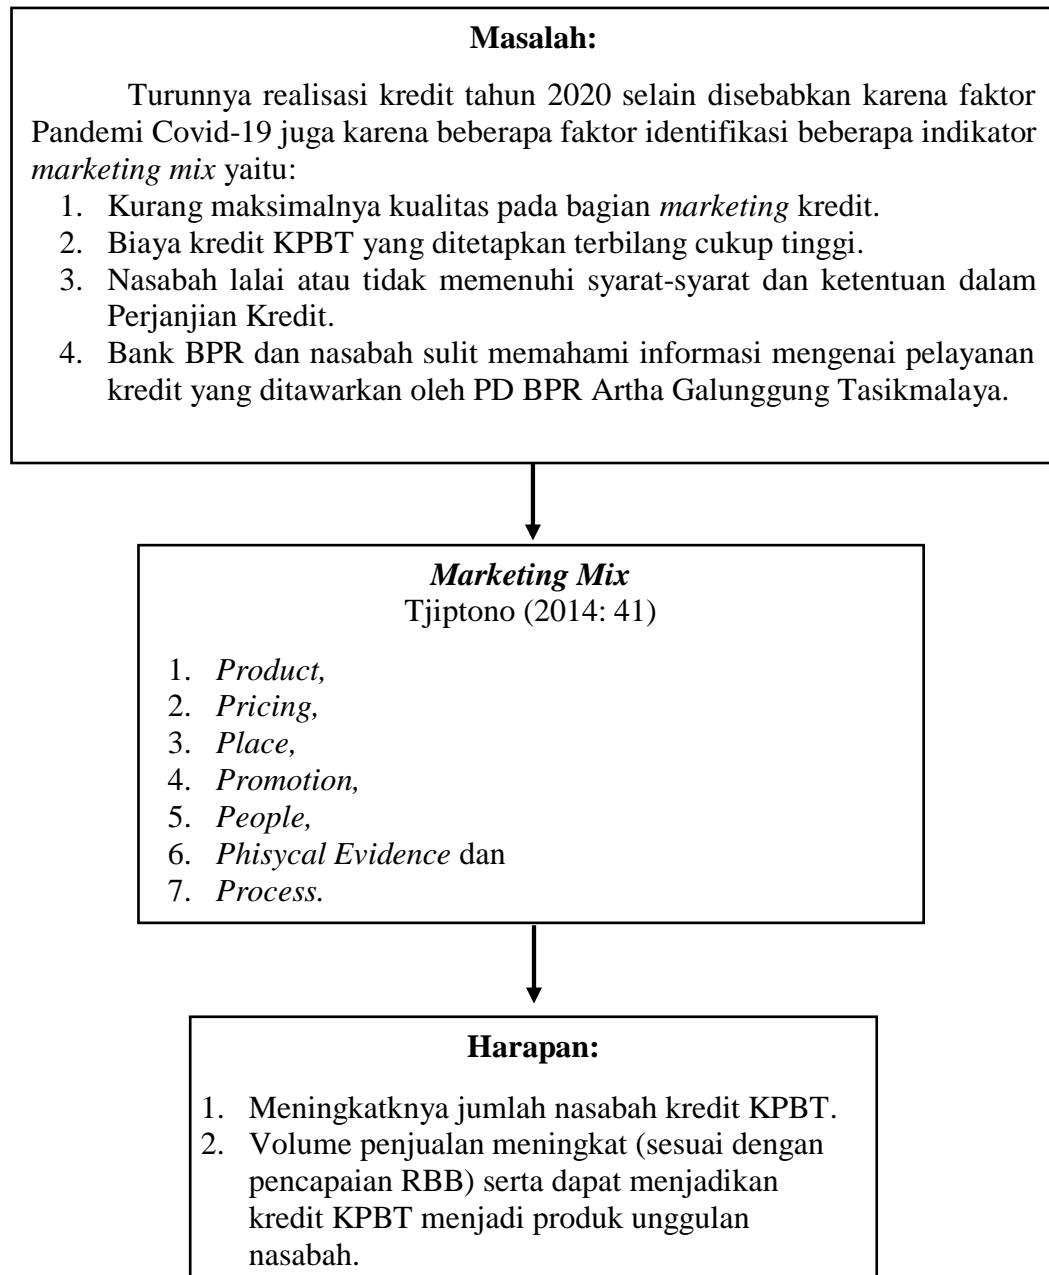 Masalah:
Turunnya realisasi kredit tahun 2020 selain disebabkan karena faktor
Pandemi Covid-19 juga karena beberapa faktor identifikasi beberapa indikator
marketing mix yaitu:
1. Kurang maksimalnya kualitas pada bagian marketing kredit.
2. Biaya kredit KPBT yang ditetapkan terbilang cukup tinggi.
3. Nasabah lalai atau tidak memenuhi syarat-syarat dan ketentuan dalam
Perjanjian Kredit.
4. Bank BPR dan nasabah sulit memahami informasi mengenai pelayanan
kredit yang ditawarkan oleh PD BPR Artha Galunggung Tasikmalaya.
Marketing Mix
Tjiptono (2014: 41)
1. Product,
2. Pricing,
3. Place,
4. Promotion,
5. People,
6. Phisycal Evidence dan
7. Process.
Harapan:
1. Meningkatknya jumlah nasabah kredit KPBT.
2. Volume penjualan meningkat (sesuai dengan
pencapaian RBB) serta dapat menjadikan
kredit KPBT menjadi produk unggulan
nasabah.